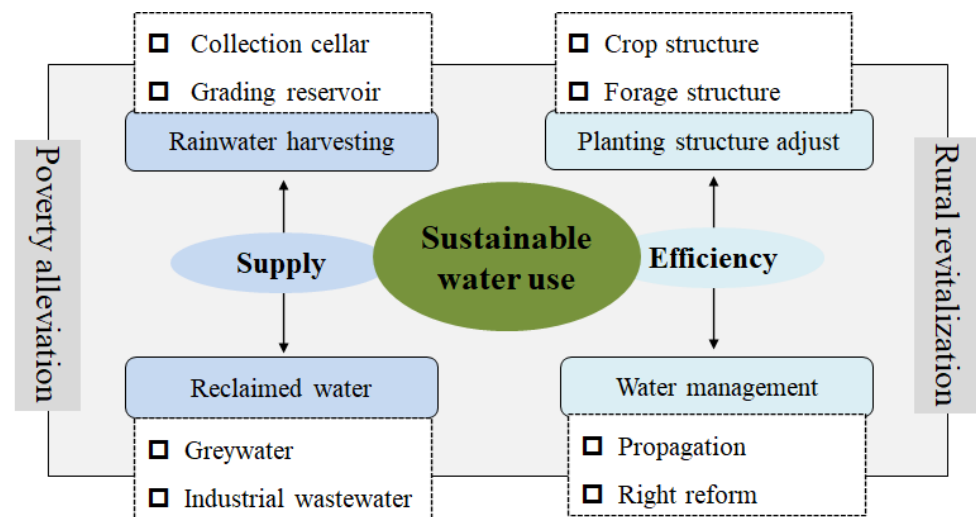 Collection cellar
Grading reservoir
Rainwater harvesting
Crop structure
Forage structure
Planting structure adjust
Poverty alleviation
Supply
Sustainable
water use
Efficiency
Rural revitalization
Reclaimed water
Greywater
Industrial wastewater
Water management
Propagation
Right reform